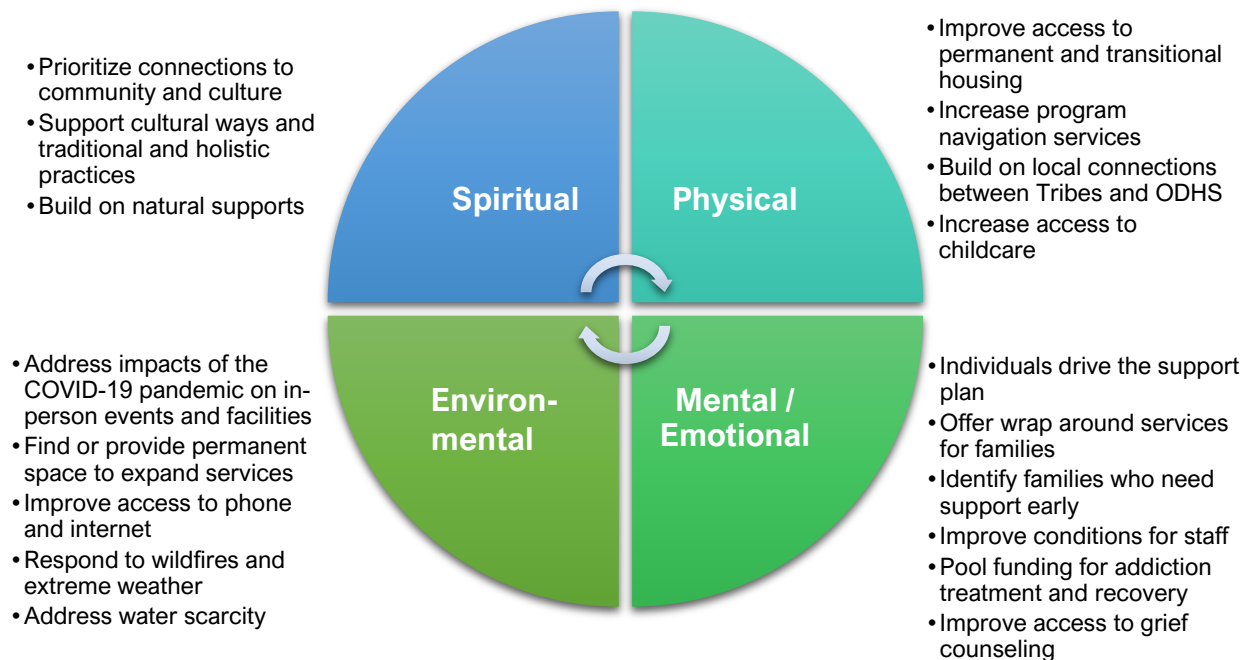 • Prioritize connections to
community and culture
• Support cultural ways and
traditional and holistic
practices
• Build on natural supports
Spiritual
Physical
• Improve access to
permanent and transitional
housing
• Increase program
navigation services
• Build on local connections
between Tribes and ODHS
• Increase access to
childcare
• Address impacts of the
COVID-19 pandemic on in-
person events and facilities
• Find or provide permanent
space to expand services
• Improve access to phone
and internet
• Respond to wildfires and
extreme weather
• Address water scarcity
Environ-
mental
Mental /
Emotional
• Individuals drive the support
plan
• Offer wrap around services
for families
• Identify families who need
support early
• Improve conditions for staff
• Pool funding for addiction
treatment and recovery
• Improve access to grief
counseling